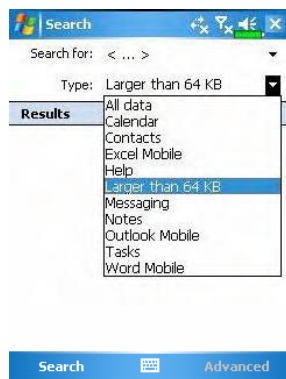 Search
Search for: < ... >
Type: Larger than 64 KB
Results
All data
Calendar
Contacts
Excel Mobile
Help
Larger than 64 KB
Messaging
Notes
Outlook Mobile
Tasks
Word Mobile
Search Advanced